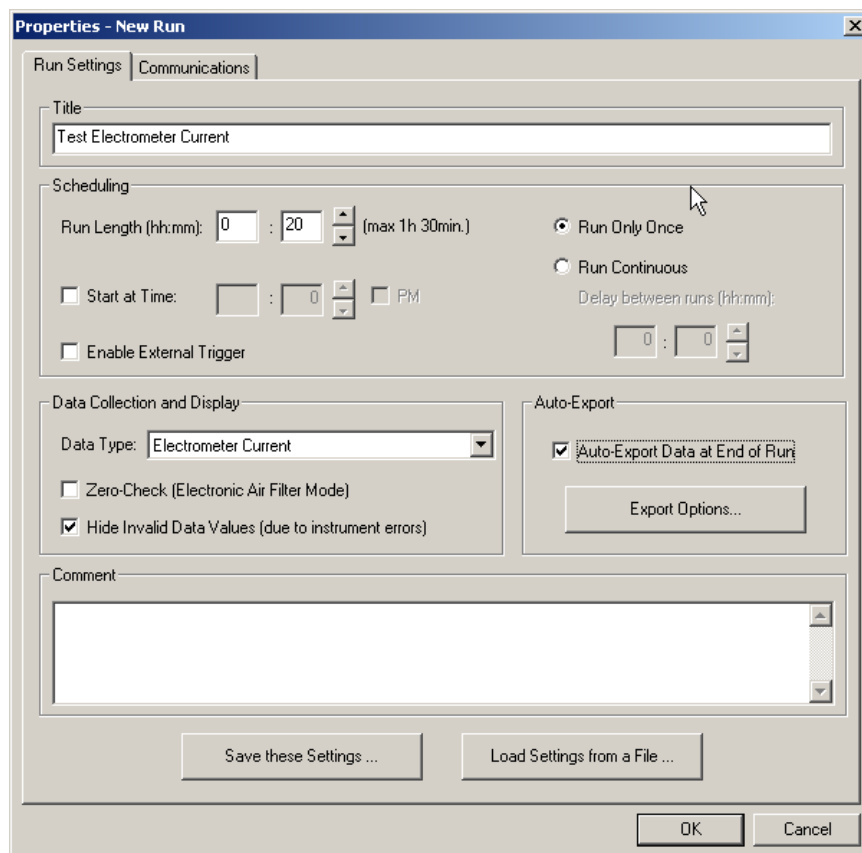 Properties - New Run
Run Settings Communications
Title
Test Electrometer Current
Scheduling
Run Length (hh:mm): 0 : 20 (max 1h 30min.)
Run Only Once
Run Continuous
Start at Time: : 0 PM
Delay between runs (hh:mm):
0 : 0
Enable External Trigger
Data Collection and Display
Data Type: Electrometer Current
Zero-Check (Electronic Air Filter Mode)
Hide Invalid Data Values (due to instrument errors)
Auto-Export
Auto-Export Data at End of Run
Export Options...
Comment
Save these Settings ... Load Settings from a File ...
OK Cancel